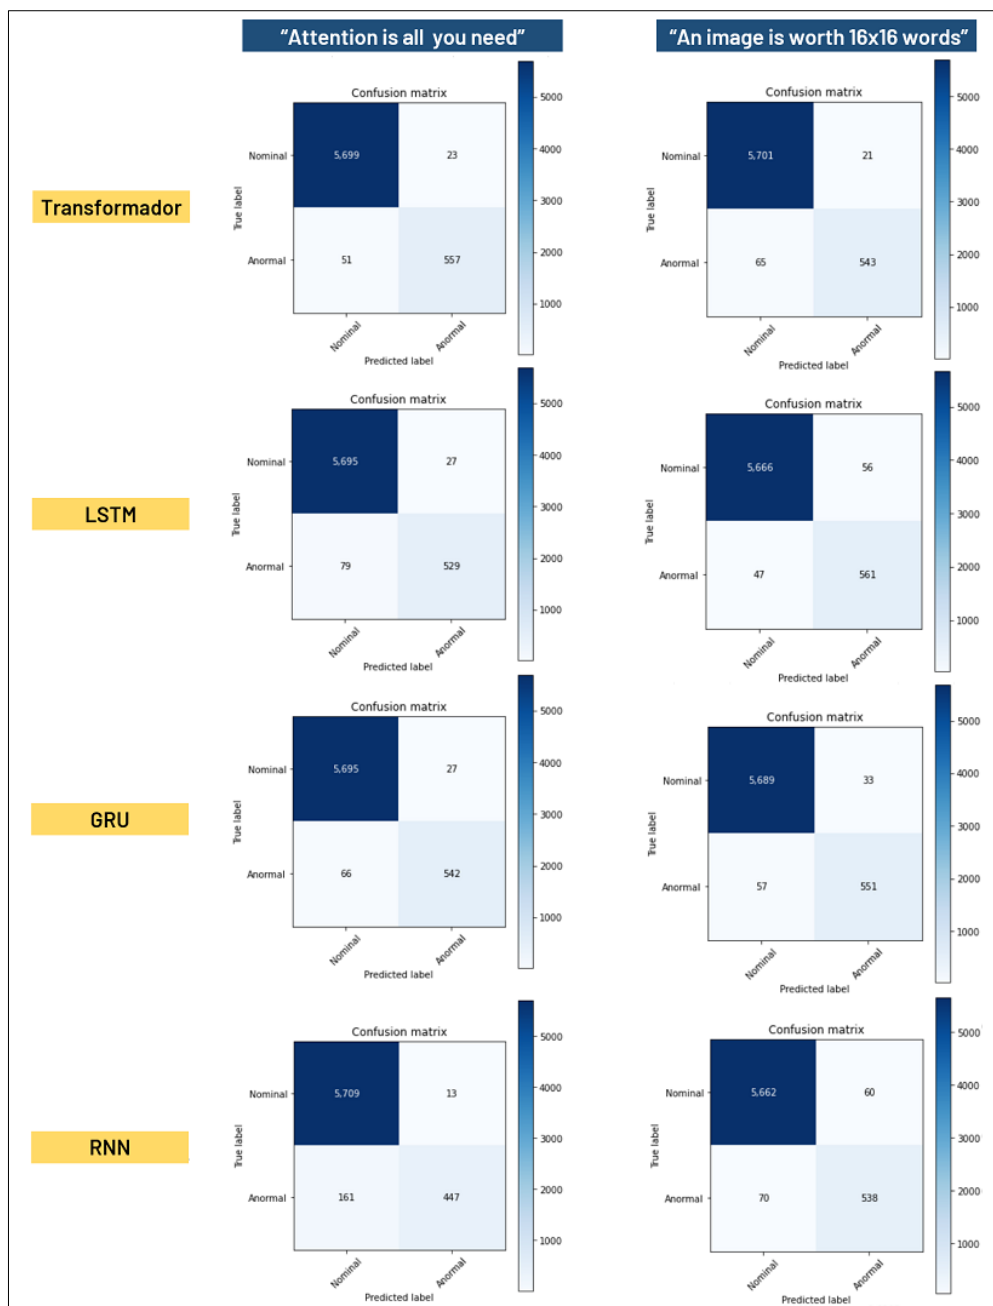 “Attention is all you need”
“An image is worth 16x16 words”
Transformador
Confusion matrix
True label
Nominal
Anormal
5,699
23
51
557
Nominal
Anormal
Predicted label
5000
4000
3000
2000
1000
Confusion matrix
True label
Nominal
Anormal
5,701
21
65
543
Nominal
Anormal
Predicted label
5000
4000
3000
2000
1000
LSTM
Confusion matrix
True label
Nominal
Anormal
5,695
27
79
529
Nominal
Anormal
Predicted label
5000
4000
3000
2000
1000
Confusion matrix
True label
Nominal
Anormal
5,666
56
47
561
Nominal
Anormal
Predicted label
5000
4000
3000
2000
1000
GRU
Confusion matrix
True label
Nominal
Anormal
5,695
27
66
542
Nominal
Anormal
Predicted label
5000
4000
3000
2000
1000
Confusion matrix
True label
Nominal
Anormal
5,689
33
57
551
Nominal
Anormal
Predicted label
5000
4000
3000
2000
1000
RNN
Confusion matrix
True label
Nominal
Anormal
5,709
13
161
447
Nominal
Anormal
Predicted label
5000
4000
3000
2000
1000
Confusion matrix
True label
Nominal
Anormal
5,662
60
70
538
Nominal
Anormal
Predicted label
5000
4000
3000
2000
1000